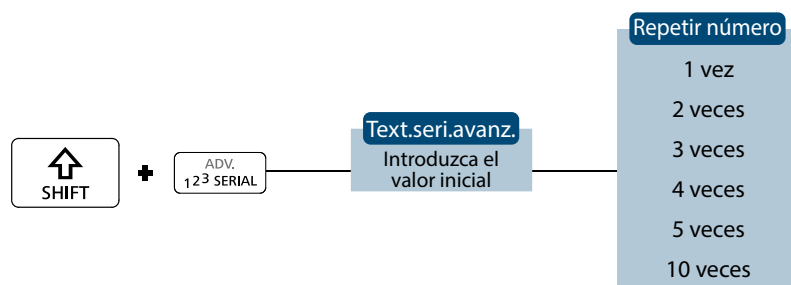 SHIFT
+
ADV.
123 SERIAL
Text.seri.avanz.
Introduzca el
valor inicial
Repetir número
1 vez
2 veces
3 veces
4 veces
5 veces
10 veces